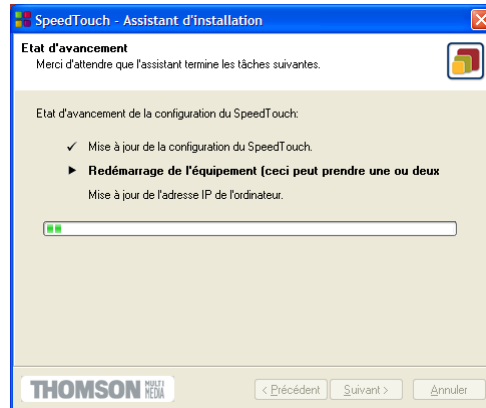 SpeedTouch - Assistant d'installation
Etat d'avancement
Merci d'attendre que l'assistant termine les tâches suivantes.
Etat d'avancement de la configuration du SpeedTouch:
Mise à jour de la configuration du SpeedTouch.
Redémarrage de l'équipement (ceci peut prendre une ou deux
Mise à jour de l'adresse IP de l'ordinateur.
THOMSON MULTI MEDIA
< Précédent Suivant > Annuler